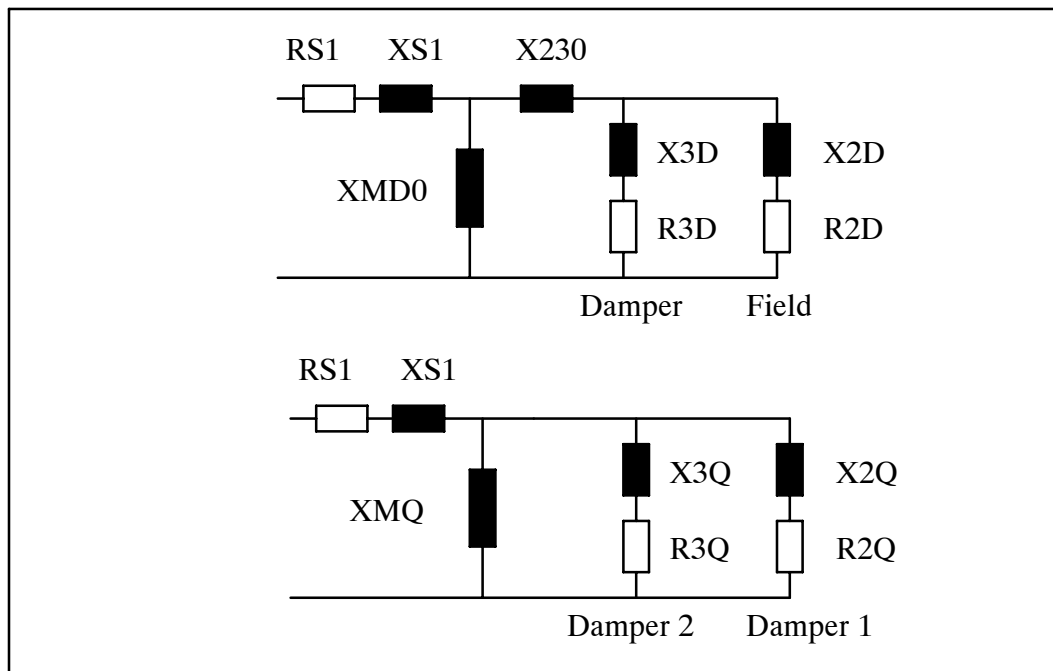 RS1 XS1 X230
X3D X2D
XMD0
R3D R2D
Damper Field
RS1 XS1
X3Q X2Q
XMQ
R3Q R2Q
Damper 2 Damper 1